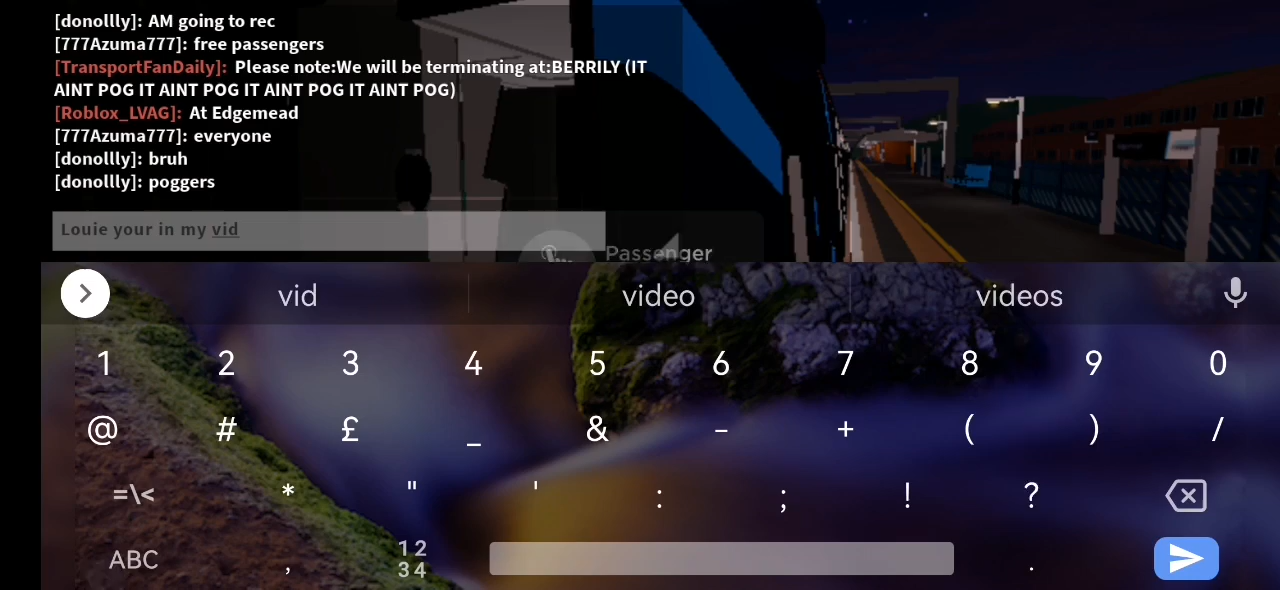 [donollly]: AM going to rec
[777Azuma777]: free passengers
[TransportFanDaily]: Please note:We will be terminating at:BERRILY (IT
AINT POG IT AINT POG IT AINT POG IT AINT POG)
[Roblox_LVAG]: At Edgemead
[777Azuma777]: everyone
[donollly]: bruh
[donollly]: poggers
Louie your in my vid
Passenger
vid video videos
1 2 3 4 5 6 7 8 9 0
@ # £ _ & - + ( ) /
=\< * " ' : ; ! ?
ABC , 12 .
34